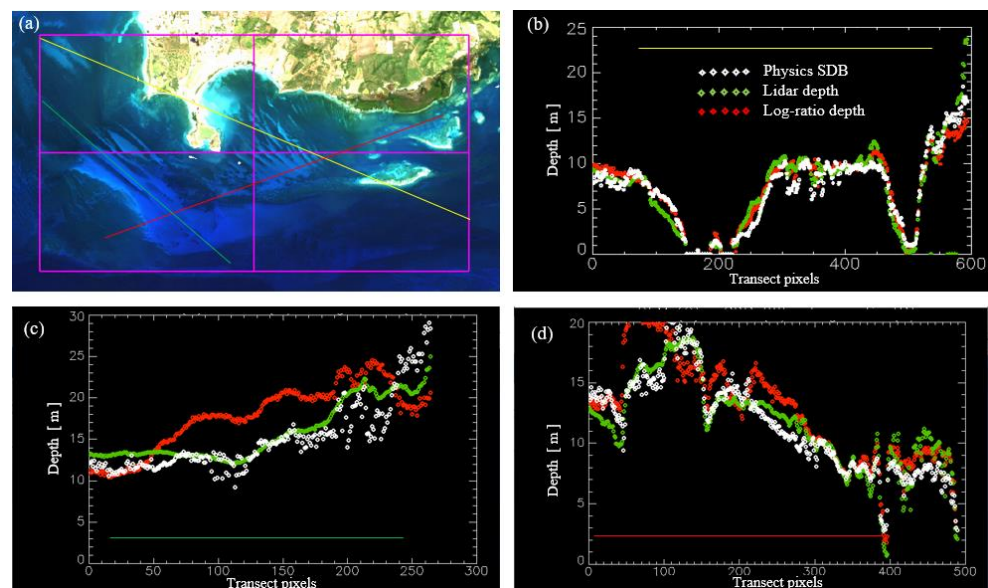 (a)
(b)
25
20
15
10
5
0
Depth [ m ]
Physics SDB
Lidar depth
Log-ratio depth
0
200
400
600
Transect pixels
(c)
30
25
20
15
10
5
0
Depth [ m ]
0
50
100
150
200
250
300
Transect pixels
(d)
20
15
10
5
0
Depth [ m ]
0
100
200
300
400
500
Transect pixels